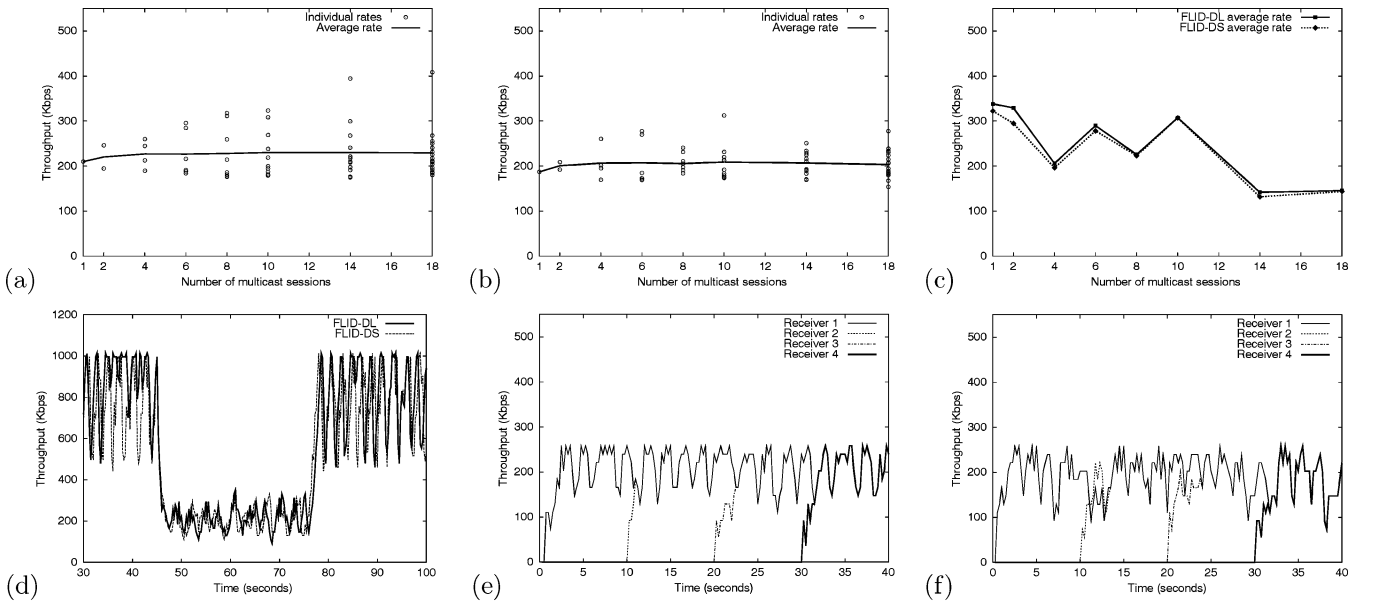 Individual rates
Average rate
Throughput (Kbps)
500
400
300
200
100
0
1 2 4 6 8 10 12 14 16 18
Number of multicast sessions
(a)
Individual rates
Average rate
Throughput (Kbps)
500
400
300
200
100
0
1 2 4 6 8 10 12 14 16 18
Number of multicast sessions
(b)
FLID-DL average rate
FLID-DS average rate
Throughput (Kbps)
500
400
300
200
100
0
1 2 4 6 8 10 12 14 16 18
Number of multicast sessions
(c)
FLID-DL
FLID-DS
Throughput (Kbps)
1200
1000
800
600
400
200
0
30 40 50 60 70 80 90 100
Time (seconds)
(d)
Receiver 1
Receiver 2
Receiver 3
Receiver 4
Throughput (Kbps)
500
400
300
200
100
0
0 5 10 15 20 25 30 35 40
Time (seconds)
(e)
Receiver 1
Receiver 2
Receiver 3
Receiver 4
Throughput (Kbps)
500
400
300
200
100
0
0 5 10 15 20 25 30 35 40
Time (seconds)
(f)